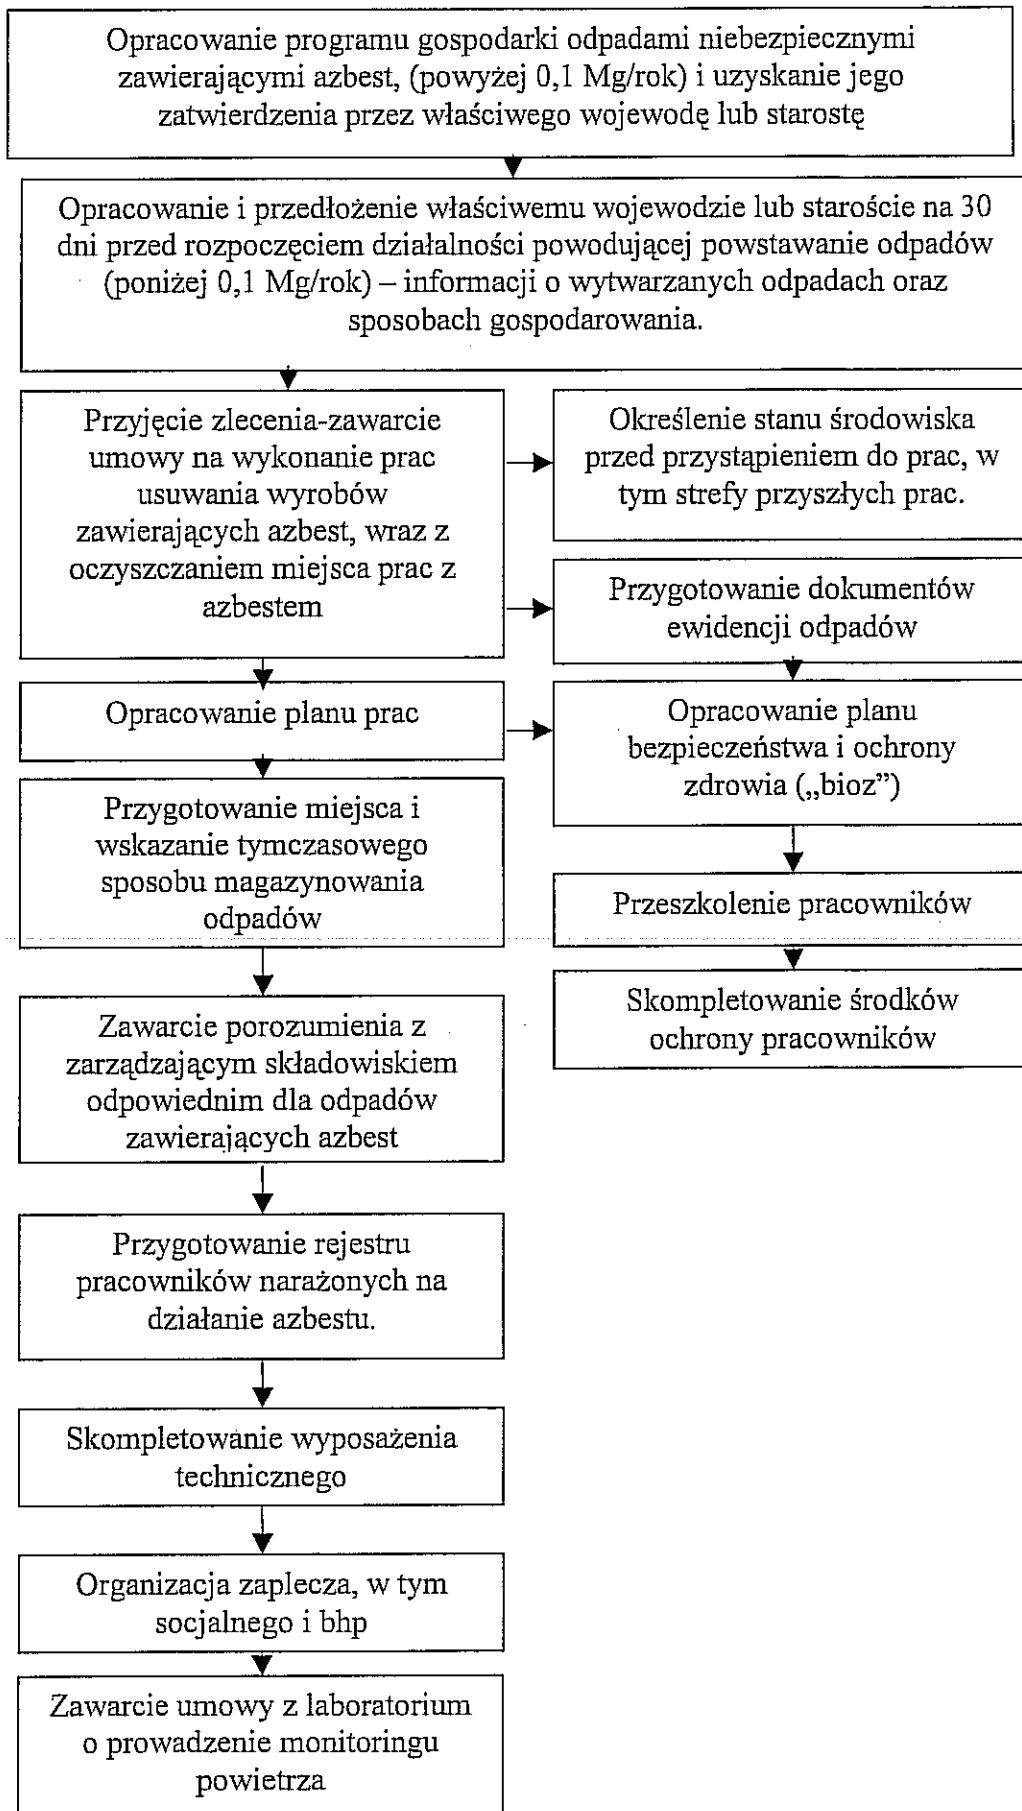 Opracowanie programu gospodarki odpadami niebezpiecznymi
zawierającymi azbest, (powyżej 0,1 Mg/rok) i uzyskanie jego
zatwierdzenia przez właściwego wojewodę lub starostę
Opracowanie i przedłożenie właściwemu wojewodzie lub staroście na 30
dni przed rozpoczęciem działalności powodującej powstawanie odpadów
(poniżej 0,1 Mg/rok) – informacji o wytwarzanych odpadach oraz
sposobach gospodarowania.
Przyjęcie zlecenia-zawarcie
umowy na wykonanie prac
usuwania wyrobów
zawierających azbest, wraz z
oczyszczaniem miejsca prac z
azbestem
Określenie stanu środowiska
przed przystąpieniem do prac, w
tym strefy przyszłych prac.
Przygotowanie dokumentów
ewidencji odpadów
Opracowanie planu prac
Opracowanie planu
bezpieczeństwa i ochrony
zdrowia („bioz”)
Przygotowanie miejsca i
wskazanie tymczasowego
sposobu magazynowania
odpadów
Przeszkolenie pracowników
Skompletowanie środków
ochrony pracowników
Zawarcie porozumienia z
zarządzającym składowiskiem
odpowiednim dla odpadów
zawierających azbest
Przygotowanie rejestru
pracowników narażonych na
działanie azbestu.
Skompletowanie wyposażenia
technicznego
Organizacja zaplecza, w tym
socjalnego i bhp
Zawarcie umowy z laboratorium
o prowadzenie monitoringu
powietrza